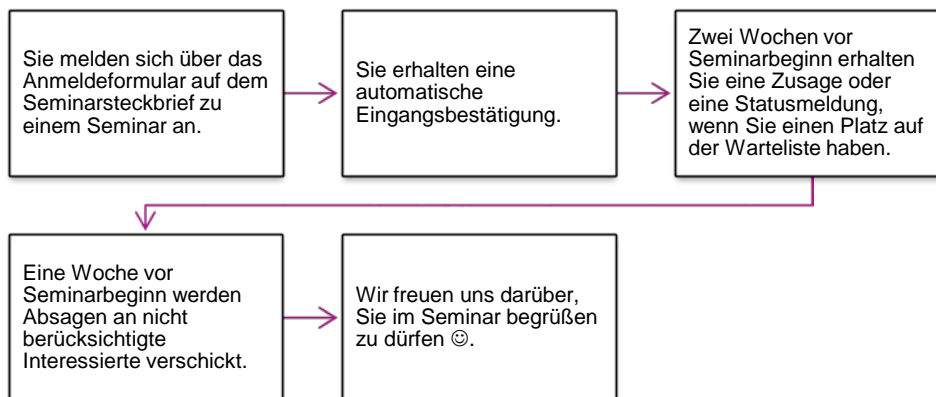 Sie melden sich über das
Anmeldeformular auf dem
Seminarsteckbrief zu
einem Seminar an.
Sie erhalten eine
automatische
Eingangsbestätigung.
Zwei Wochen vor
Seminarbeginn erhalten
Sie eine Zusage oder
eine Statusmeldung,
wenn Sie einen Platz auf
der Warteliste haben.
Eine Woche vor
Seminarbeginn werden
Absagen an nicht
berücksichtigte
Interessierte verschickt.
Wir freuen uns darüber,
Sie im Seminar begrüßen
zu dürfen ☺.